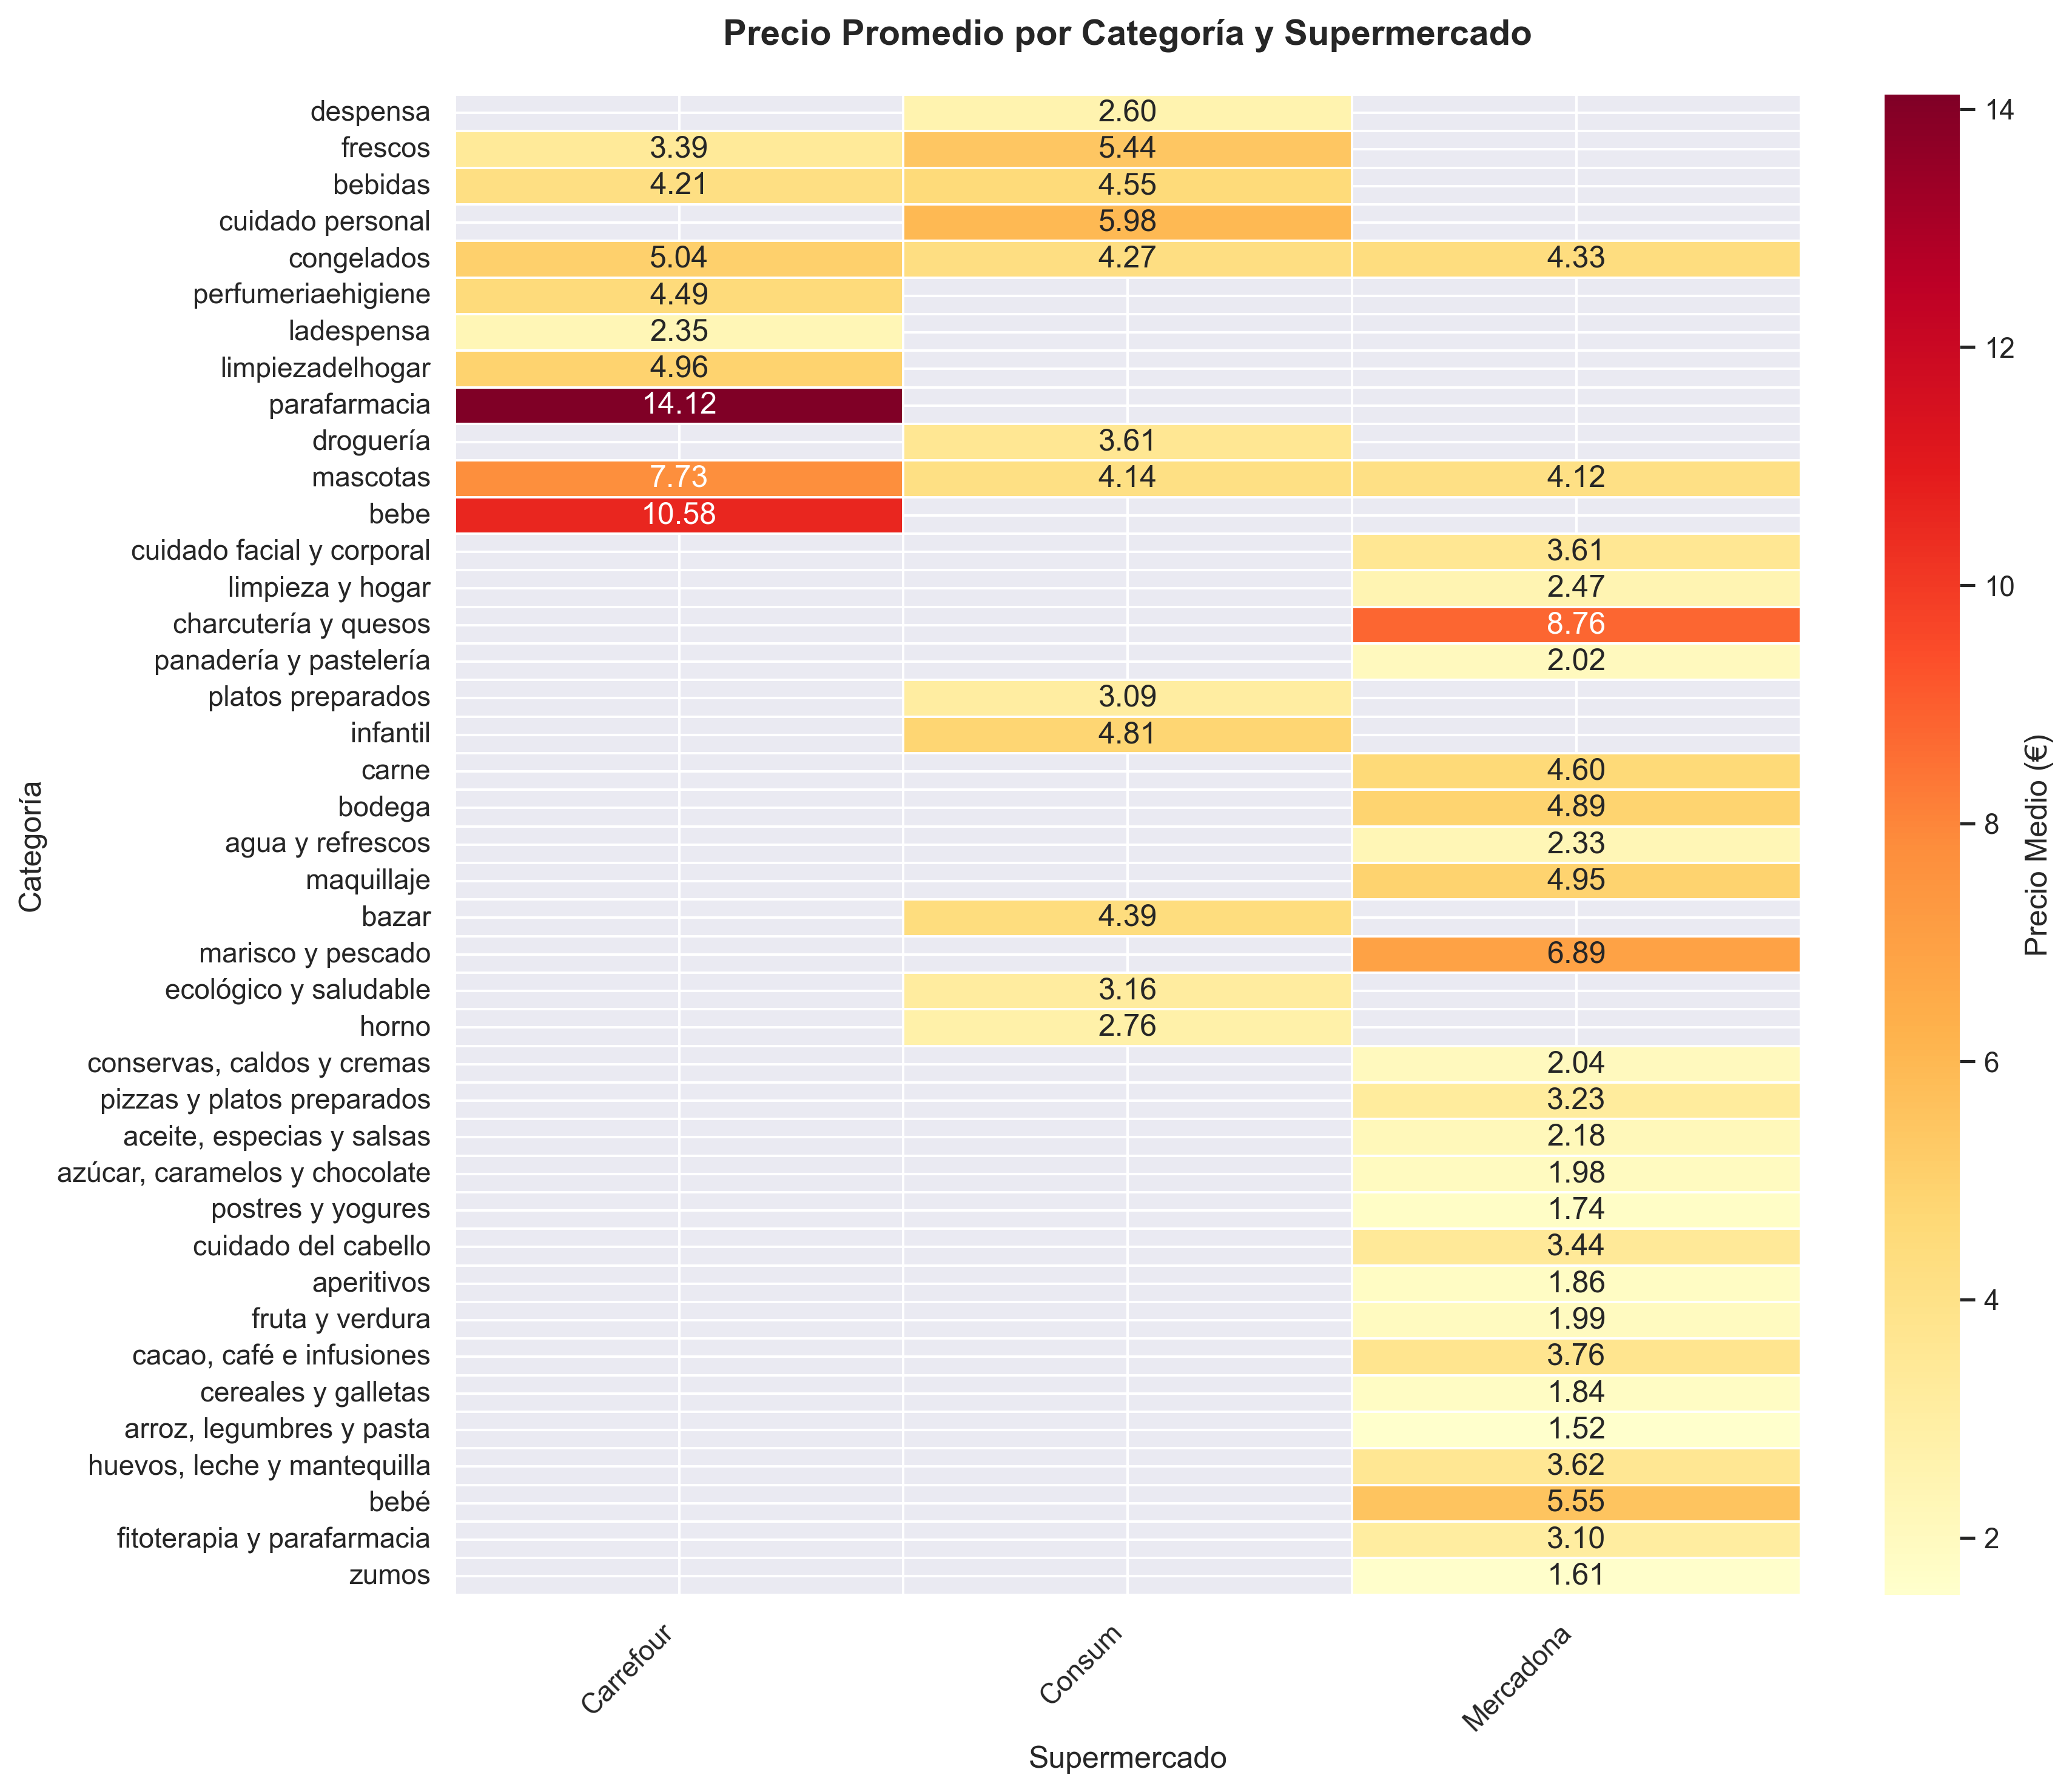 Precio Promedio por Categoría y Supermercado
despensa 2.60
frescos 3.39 5.44
bebidas 4.21 4.55
cuidado personal 5.98
congelados 5.04 4.27 4.33
perfumeriaehigiene 4.49
ladespensa 2.35
limpiezadelhogar 4.96
parafarmacia 14.12
droguería 3.61
mascotas 7.73 4.14 4.12
bebe 10.58
cuidado facial y corporal 3.61
limpieza y hogar 2.47
charcutería y quesos 8.76
panadería y pastelería 2.02
platos preparados 3.09
infantil 4.81
carne 4.60
bodega 4.89
agua y refrescos 2.33
maquillaje 4.95
bazar 4.39
marisco y pescado 6.89
ecológico y saludable 3.16
horno 2.76
conservas, caldos y cremas 2.04
pizzas y platos preparados 3.23
aceite, especias y salsas 2.18
azúcar, caramelos y chocolate 1.98
postres y yogures 1.74
cuidado del cabello 3.44
aperitivos 1.86
fruta y verdura 1.99
cacao, café e infusiones 3.76
cereales y galletas 1.84
arroz, legumbres y pasta 1.52
huevos, leche y mantequilla 3.62
bebé 5.55
fitoterapia y parafarmacia 3.10
zumos 1.61
Categoría
Carrefour Consum Mercadona
Supermercado
14
12
10
8
6
4
2
Precio Medio (€)